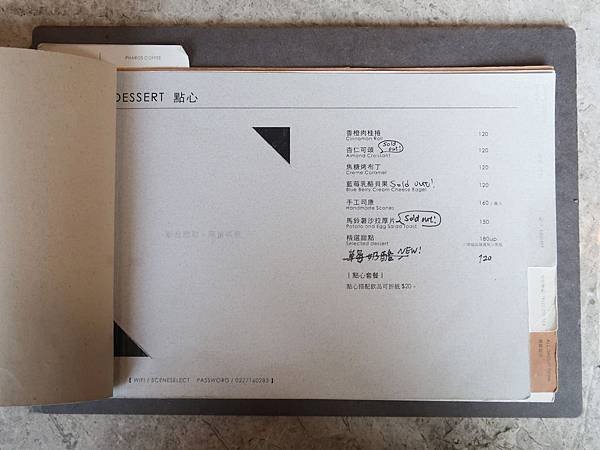 PHAROS COFFEE
DESSERT 點心
香橙肉桂捲 120
Cinnamon Roll
杏仁可頌 sold out!
Almond Croissant
焦糖烤布丁 120
Creme Caramel
藍莓乳酪貝果 Sold out! 120
Blue Berry Cream Cheese Bagel
手工司康 160
Handmade Scones
馬鈴薯沙拉厚片 Sold out! 150
Potato and Egg Salad Toast
精選甜點 180up
Selected dessert
草莓奶酪 NEW! 120
| 點心套餐 |
點心搭配飲品可折抵 $20。
【 WIFI / SCENESELECT PASSWORD / 0227160283 】